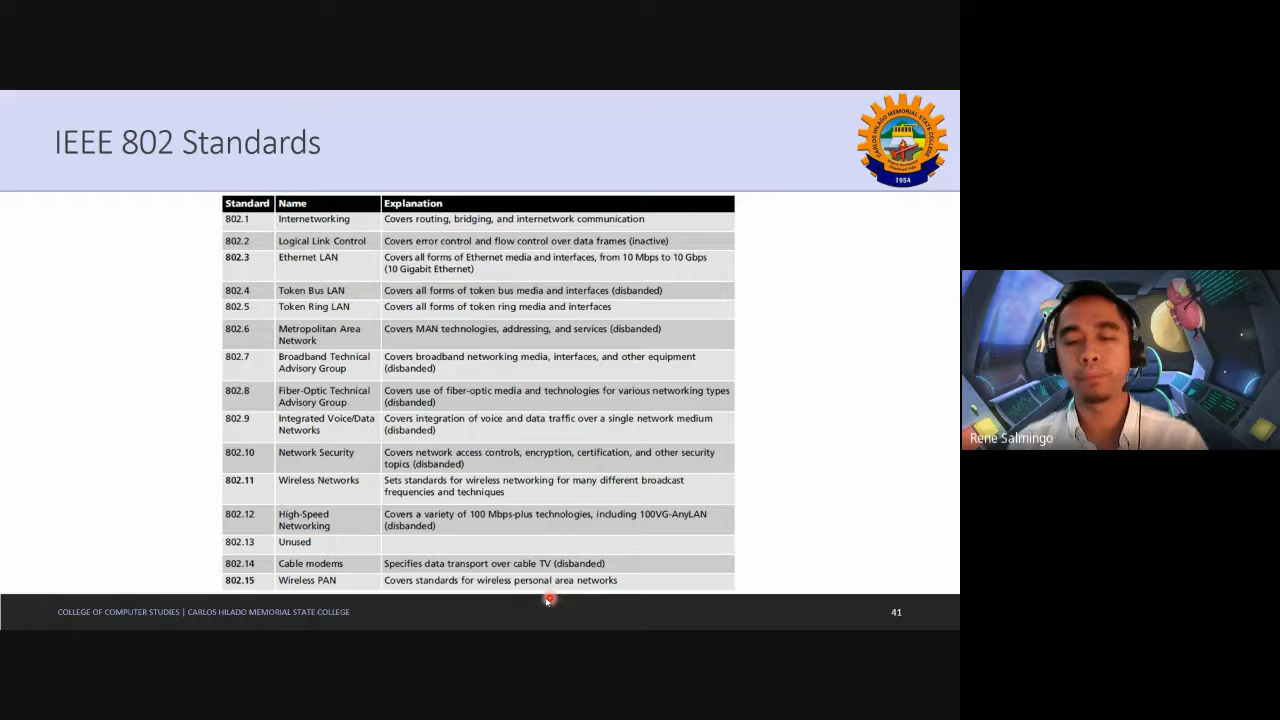 IEEE 802 Standards
CARLOS HILADO MEMORIAL STATE COLLEGE
1954
Standard Name Explanation
802.1 Internetworking Covers routing, bridging, and internetwork communication
802.2 Logical Link Control Covers error control and flow control over data frames (inactive)
802.3 Ethernet LAN Covers all forms of Ethernet media and interfaces, from 10 Mbps to 10 Gbps
(10 Gigabit Ethernet)
802.4 Token Bus LAN Covers all forms of token bus media and interfaces (disbanded)
802.5 Token Ring LAN Covers all forms of token ring media and interfaces
802.6 Metropolitan Area Covers MAN technologies, addressing, and services (disbanded)
Network
802.7 Broadband Technical Covers broadband networking media, interfaces, and other equipment
Advisory Group (disbanded)
802.8 Fiber-Optic Technical Covers use of fiber-optic media and technologies for various networking types
Advisory Group (disbanded)
802.9 Integrated Voice/Data Covers integration of voice and data traffic over a single network medium
Networks (disbanded)
802.10 Network Security Covers network access controls, encryption, certification, and other security
topics (disbanded)
802.11 Wireless Networks Sets standards for wireless networking for many different broadcast
frequencies and techniques
802.12 High-Speed Covers a variety of 100 Mbps-plus technologies, including 100VG-AnyLAN
Networking (disbanded)
802.13 Unused
802.14 Cable modems Specifies data transport over cable TV (disbanded)
802.15 Wireless PAN Covers standards for wireless personal area networks
COLLEGE OF COMPUTER STUDIES | CARLOS HILADO MEMORIAL STATE COLLEGE
41
Rene Salmingo